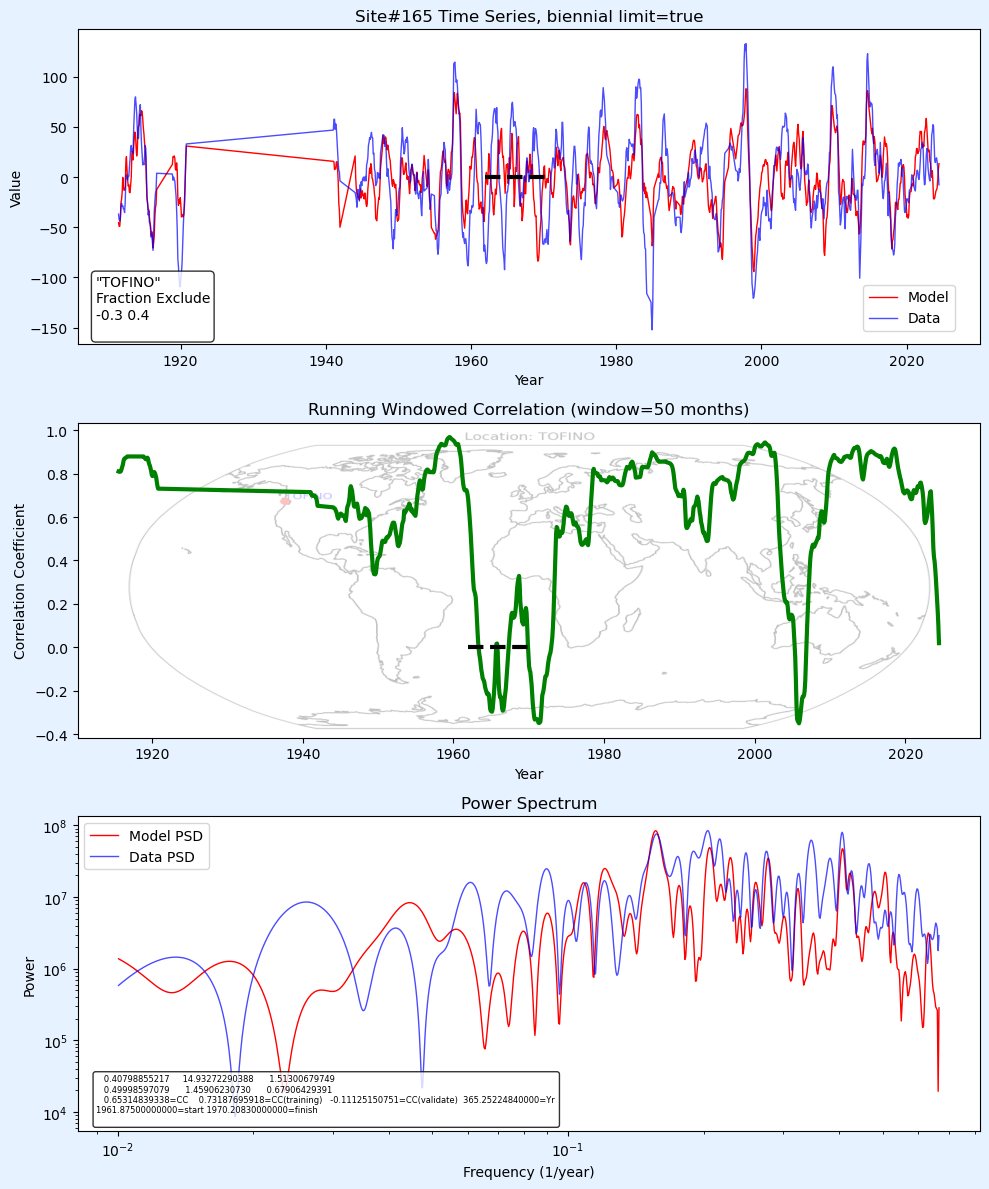 Site#165 Time Series, biennial limit=true
Value
100
50
0
−50
−100
−150
"TOFINO"
Fraction Exclude
-0.3 0.4
Model
Data
1920
1940
1960
1980
2000
2020
Year
Running Windowed Correlation (window=50 months)
Location: TOFINO
TOFINO
Correlation Coefficient
1.0
0.8
0.6
0.4
0.2
0.0
−0.2
−0.4
1920
1940
1960
1980
2000
2020
Year
Power Spectrum
Model PSD
Data PSD
Power
10^8
10^7
10^6
10^5
10^4
0.40798855217 14.93272290388 1.51300679749
0.49998597079 1.45906230730 0.67906429391
0.65314839338=CC 0.73187695918=CC(training) -0.11125150751=CC(validate) 365.25224840000=Yr
1961.87500000000=start 1970.20830000000=finish
10^−2
10^−1
Frequency (1/year)